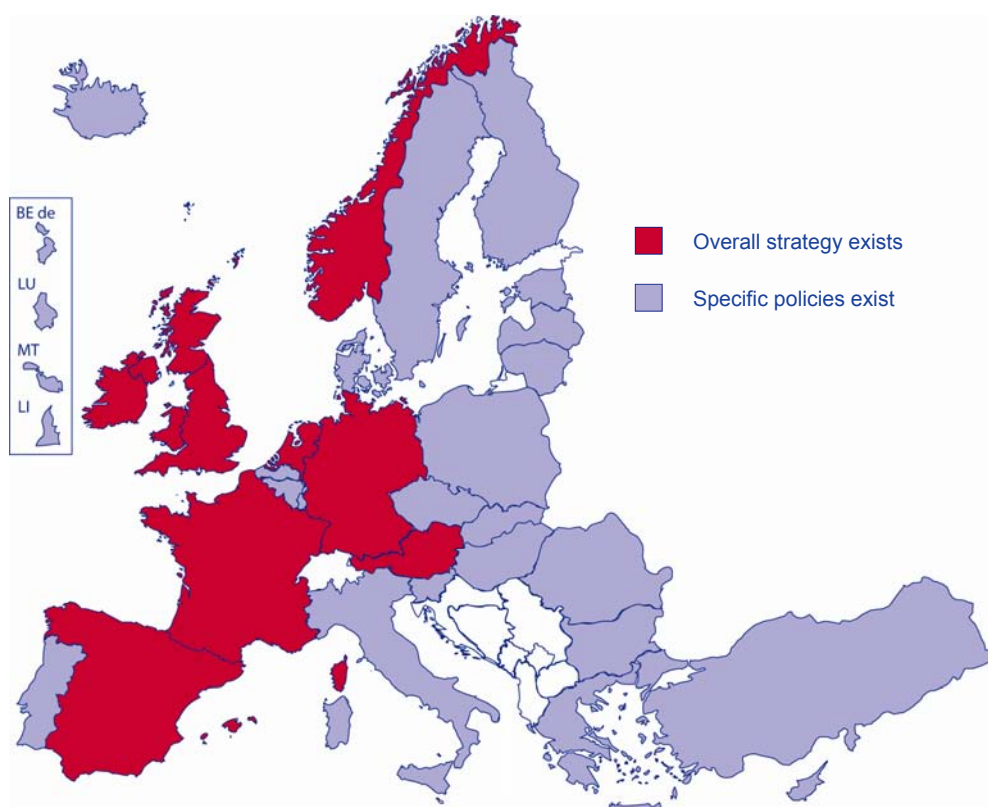 BE de
LU
MT
LI
Overall strategy exists
Specific policies exist